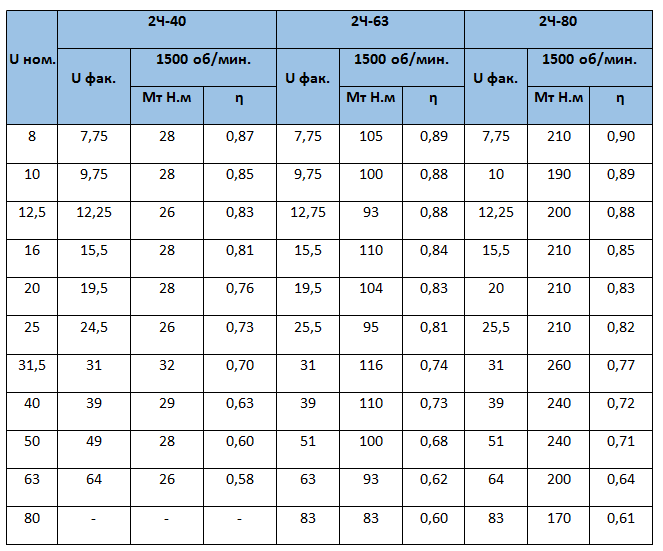 2Ч-40 2Ч-63 2Ч-80
U ном. U фак. 1500 об/мин. U фак. 1500 об/мин. U фак. 1500 об/мин.
Мт Н.м η Мт Н.м η Мт Н.м η
8 7,75 28 0,87 7,75 105 0,89 7,75 210 0,90
10 9,75 28 0,85 9,75 100 0,88 10 190 0,89
12,5 12,25 26 0,83 12,75 93 0,88 12,25 200 0,88
16 15,5 28 0,81 15,5 110 0,84 15,5 210 0,85
20 19,5 28 0,76 19,5 104 0,83 20 210 0,83
25 24,5 26 0,73 25,5 95 0,81 25,5 210 0,82
31,5 31 32 0,70 31 116 0,74 31 260 0,77
40 39 29 0,63 39 110 0,73 39 240 0,72
50 49 28 0,60 51 100 0,68 51 240 0,71
63 64 26 0,58 63 93 0,62 64 200 0,64
80 - - - 83 83 0,60 83 170 0,61